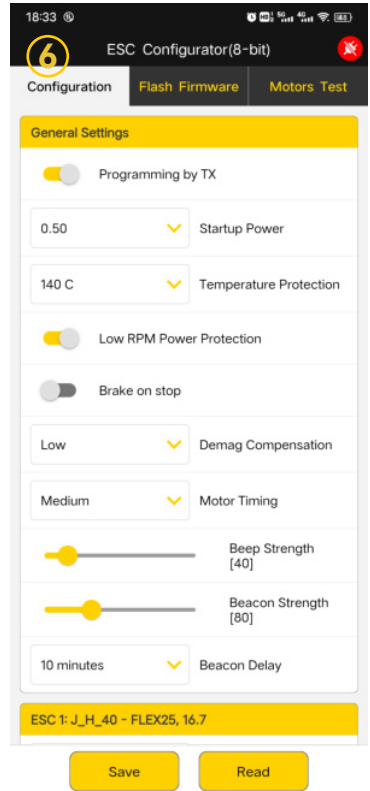 18:33
6
ESC Configurator(8-bit)
Configuration Flash Firmware Motors Test
General Settings
Programming by TX
0.50 Startup Power
140 C Temperature Protection
Low RPM Power Protection
Brake on stop
Low Demag Compensation
Medium Motor Timing
Beep Strength
[40]
Beacon Strength
[80]
10 minutes Beacon Delay
ESC 1: J_H_40 - FLEX25, 16.7
Save Read